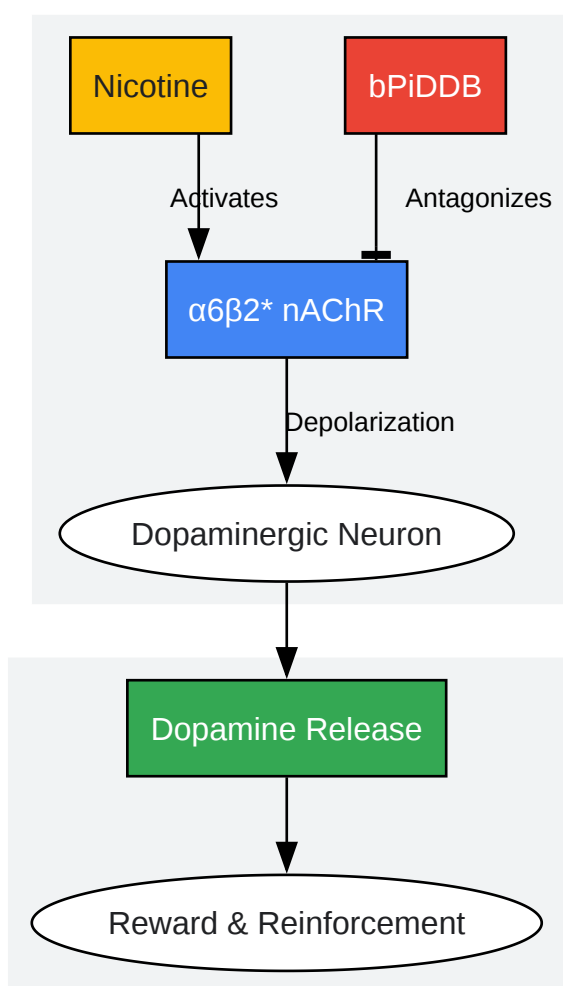 Nicotine
bPiDDB
Activates
Antagonizes
α6β2* nAChR
Depolarization
Dopaminergic Neuron
Dopamine Release
Reward & Reinforcement